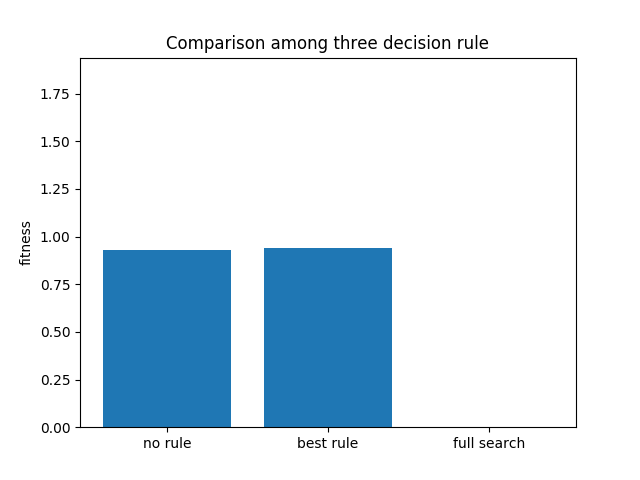 Comparison among three decision rule
1.75
1.50
1.25
1.00
0.75
0.50
0.25
0.00
fitness
no rule
best rule
full search